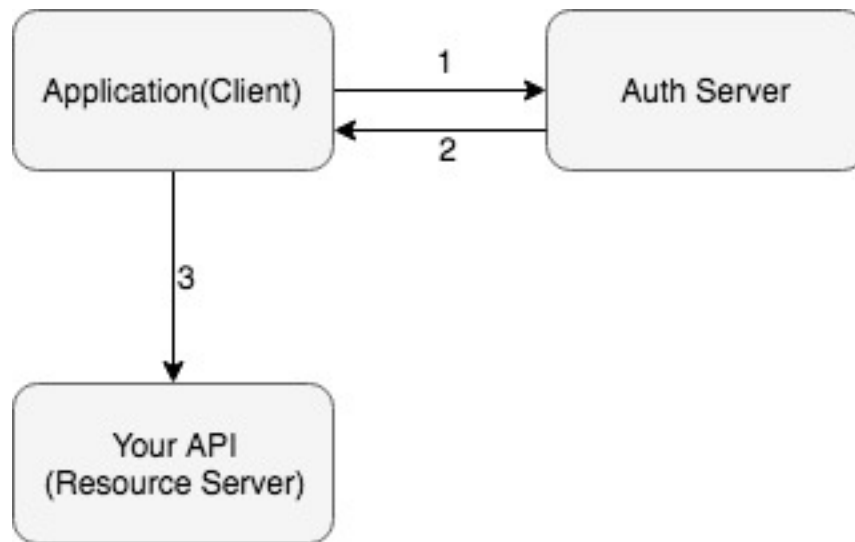 Application(Client)
1
Auth Server
2
3
Your API
(Resource Server)